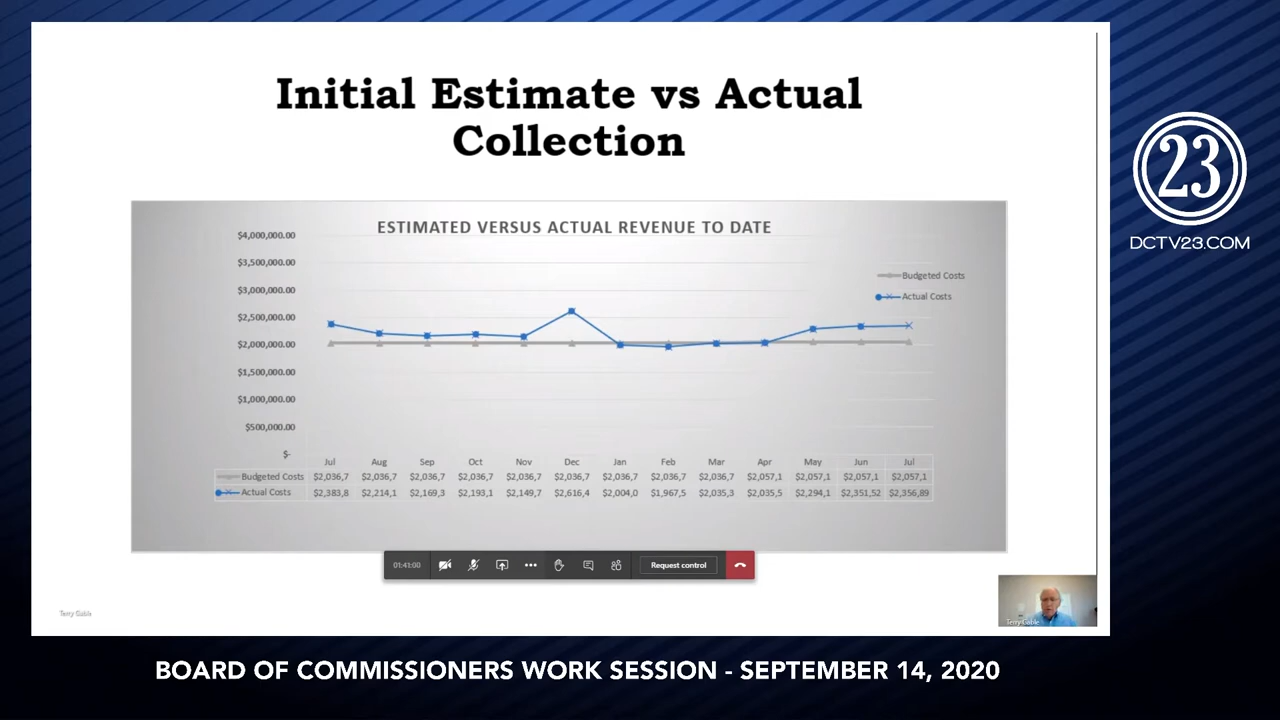 Initial Estimate vs Actual
Collection
23
DCTV23.COM
ESTIMATED VERSUS ACTUAL REVENUE TO DATE
$4,000,000.00
$3,500,000.00
$3,000,000.00
$2,500,000.00
$2,000,000.00
$1,500,000.00
$1,000,000.00
$500,000.00
$-
Budgeted Costs
Actual Costs
Jul Aug Sep Oct Nov Dec Jan Feb Mar Apr May Jun Jul
Budgeted Costs $2,036,7 $2,036,7 $2,036,7 $2,036,7 $2,036,7 $2,036,7 $2,036,7 $2,036,7 $2,036,7 $2,057,1 $2,057,1 $2,057,1 $2,057,1
Actual Costs $2,383,8 $2,214,1 $2,169,3 $2,193,1 $2,149,7 $2,616,4 $2,004,0 $1,967,5 $2,035,3 $2,035,5 $2,294,1 $2,351,52 $2,356,89
01:41:00
Request control
Terry Gable
Terry Gable
BOARD OF COMMISSIONERS WORK SESSION - SEPTEMBER 14, 2020